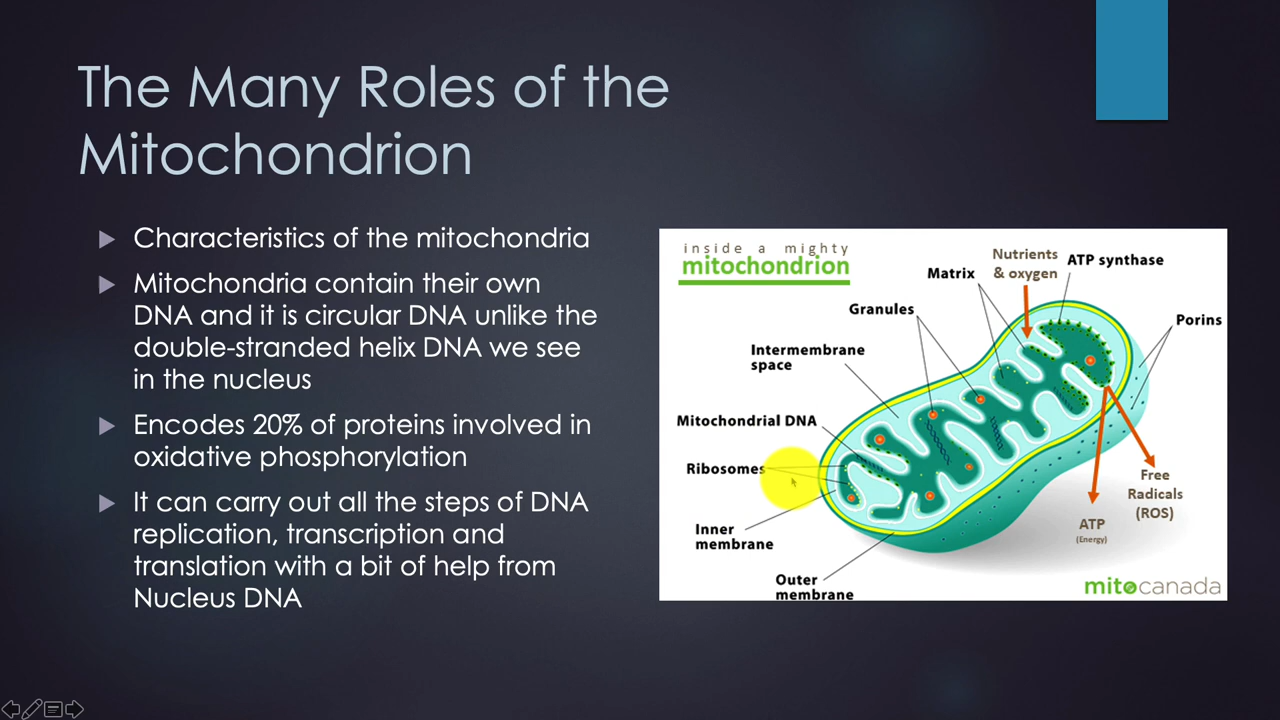 The Many Roles of the
Mitochondrion
Characteristics of the mitochondria
Mitochondria contain their own
DNA and it is circular DNA unlike the
double-stranded helix DNA we see
in the nucleus
Encodes 20% of proteins involved in
oxidative phosphorylation
It can carry out all the steps of DNA
replication, transcription and
translation with a bit of help from
Nucleus DNA
inside a mighty
mitochondrion
Nutrients
& oxygen
ATP synthase
Matrix
Granules
Porins
Intermembrane
space
Mitochondrial DNA
Ribosomes
Inner
membrane
Outer
membrane
Free
Radicals
(ROS)
ATP
(Energy)
mitocanada